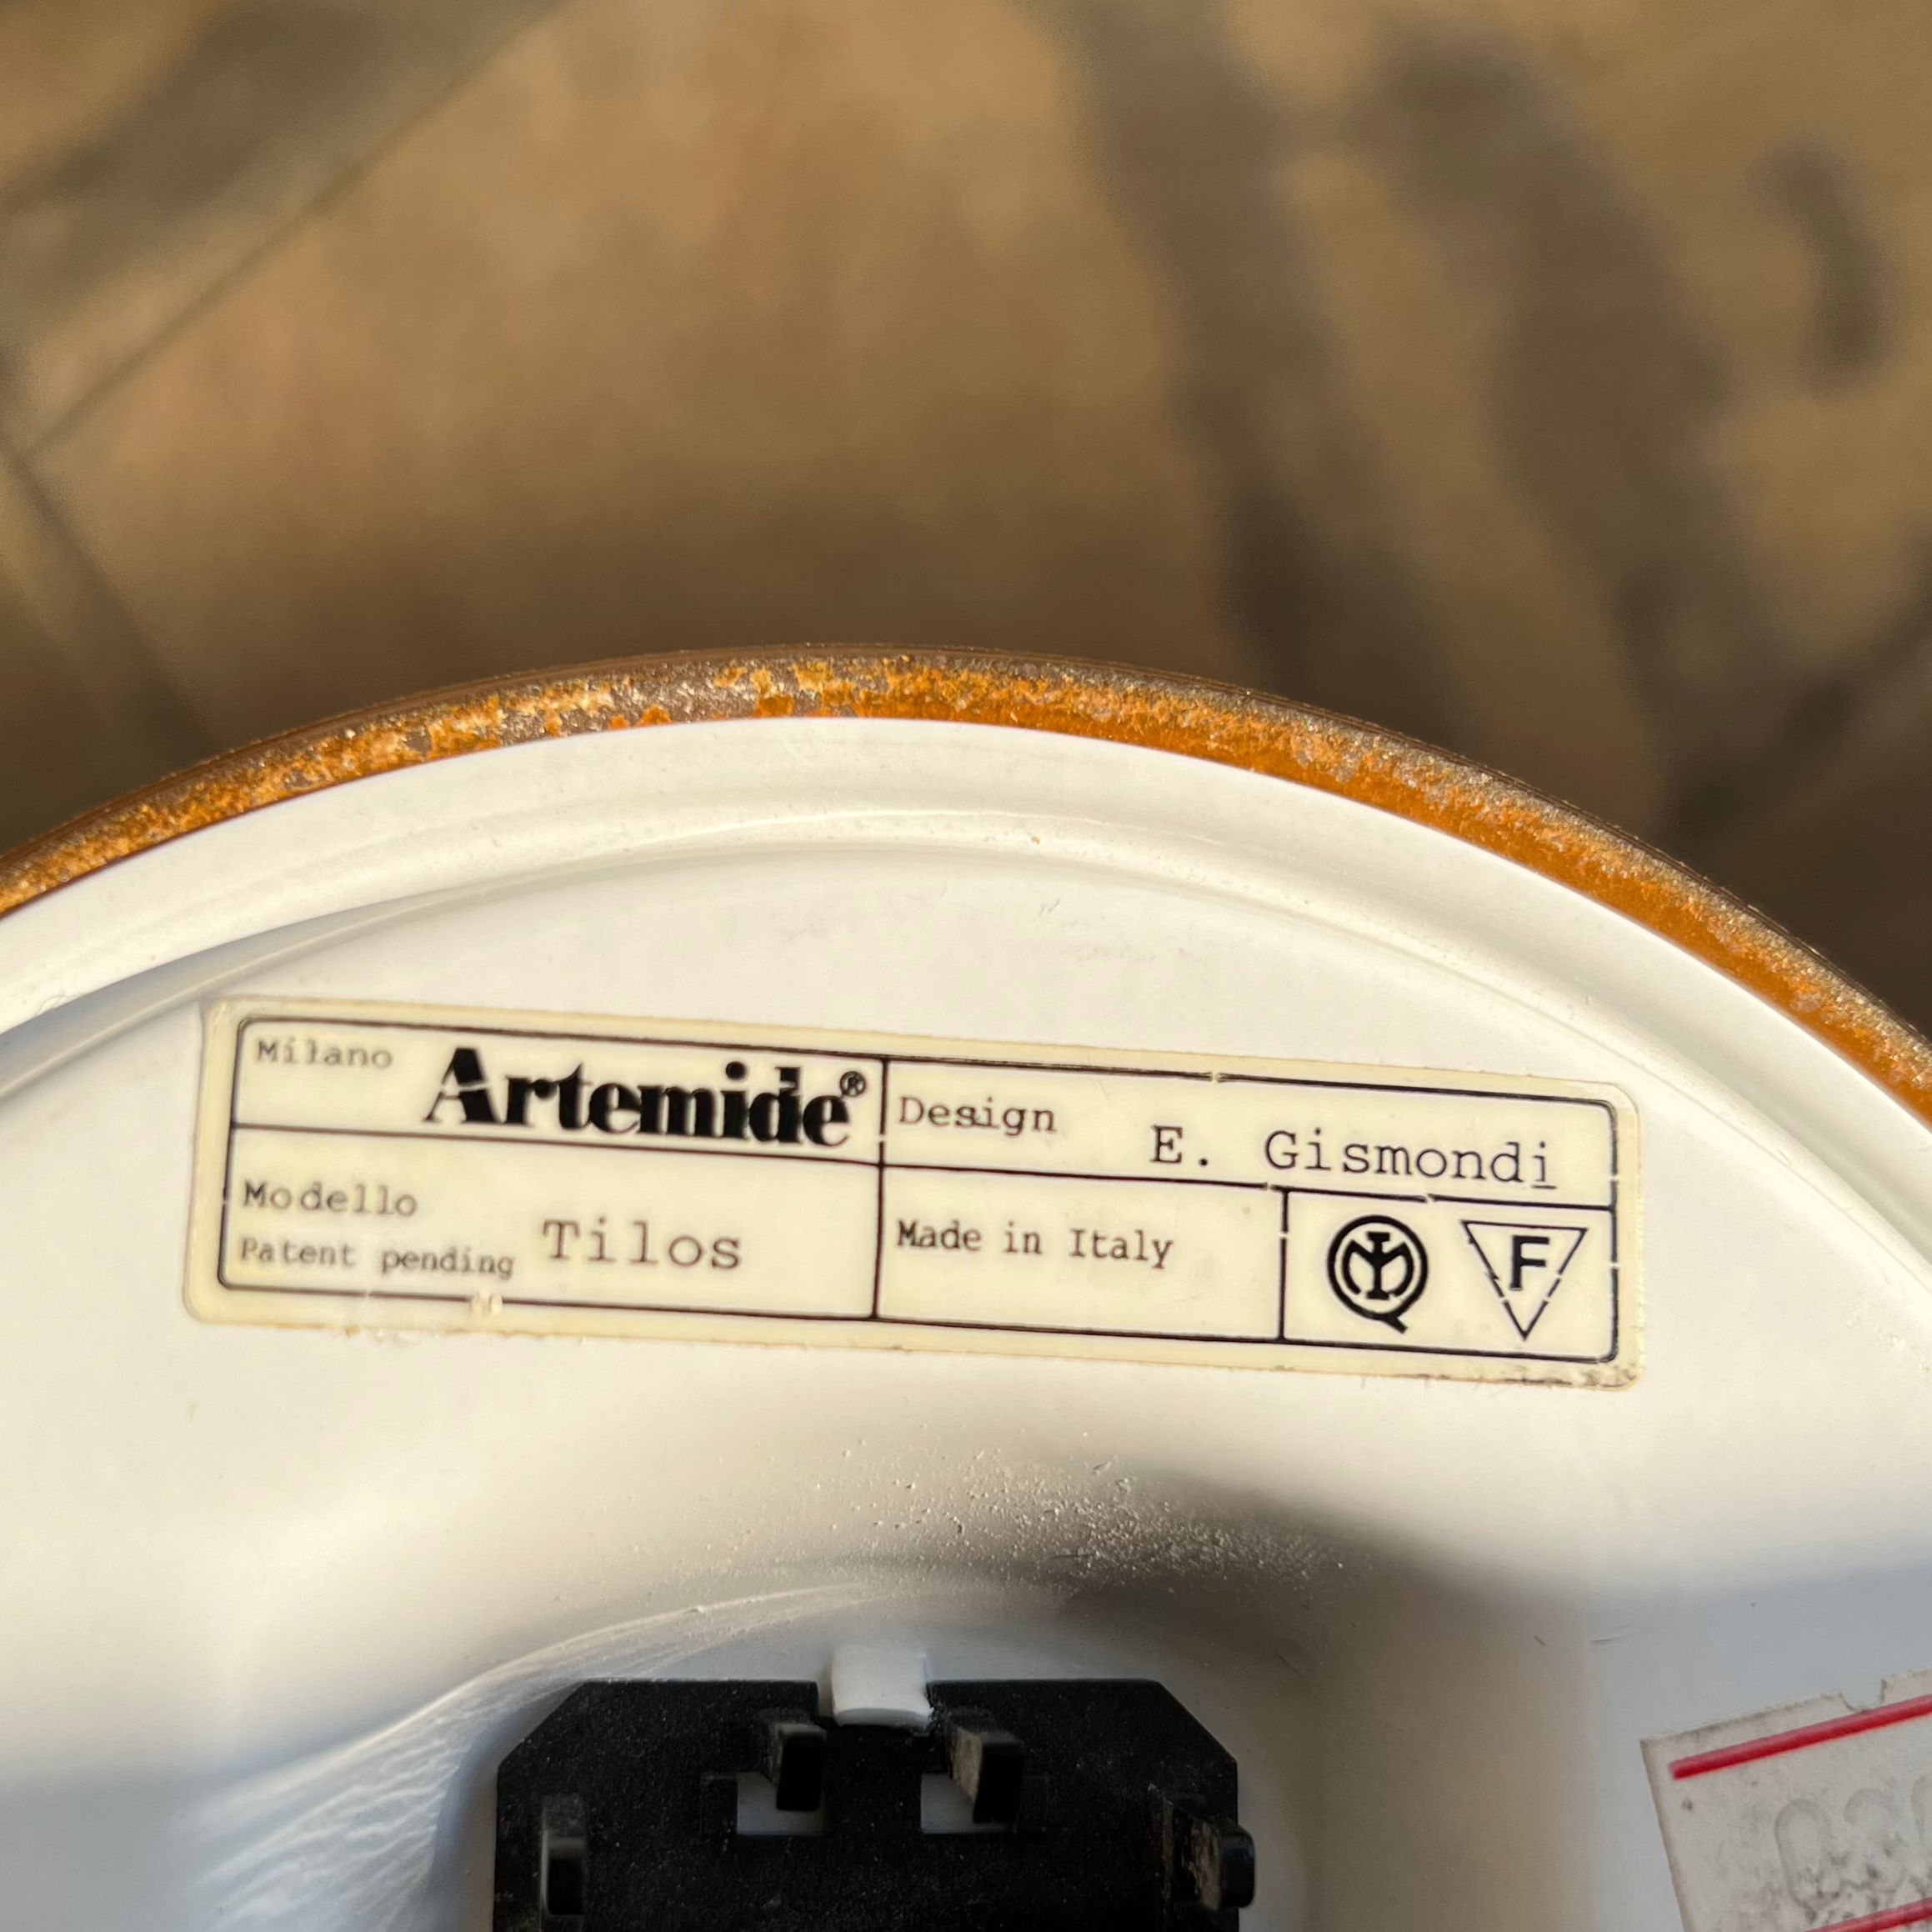 Milano Artemide®
Design E. Gismondi
Modello
Patent pending Tilos
Made in Italy
F